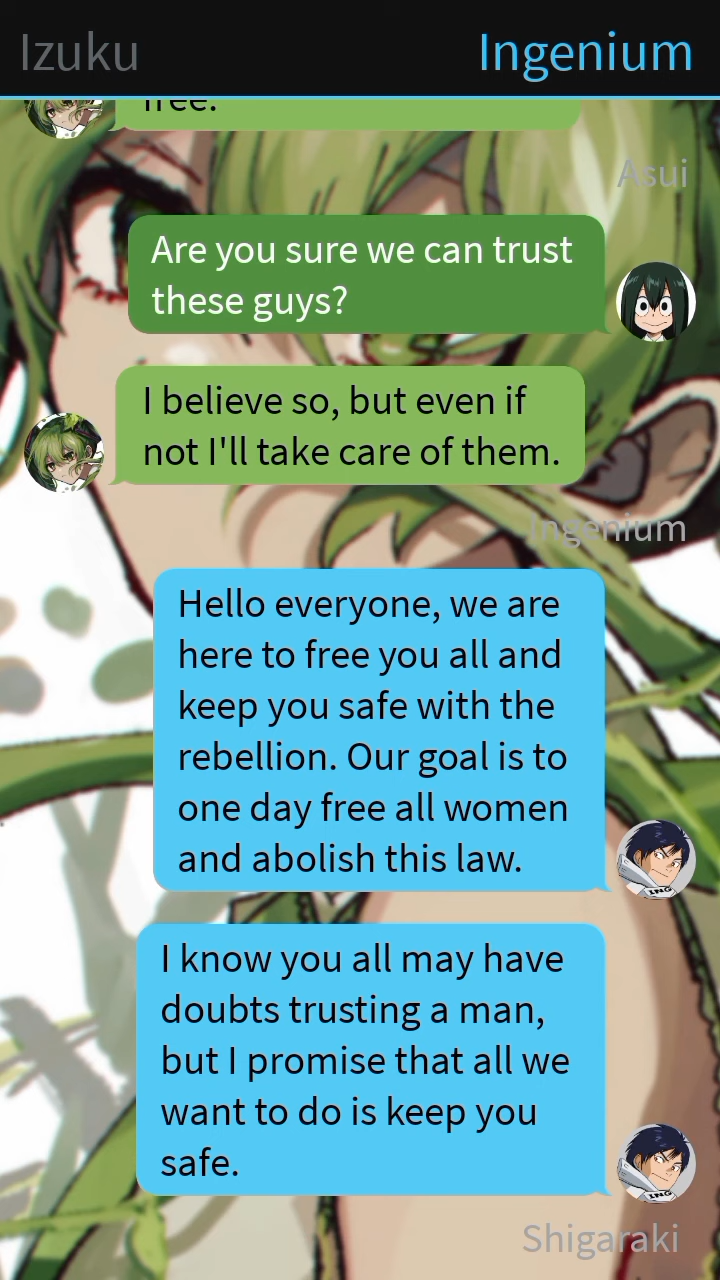 Izuku
Ingenium
free.
Asui
Are you sure we can trust
these guys?
I believe so, but even if
not I'll take care of them.
Ingenium
Hello everyone, we are
here to free you all and
keep you safe with the
rebellion. Our goal is to
one day free all women
and abolish this law.
ING
I know you all may have
doubts trusting a man,
but I promise that all we
want to do is keep you
safe.
ING
Shigaraki